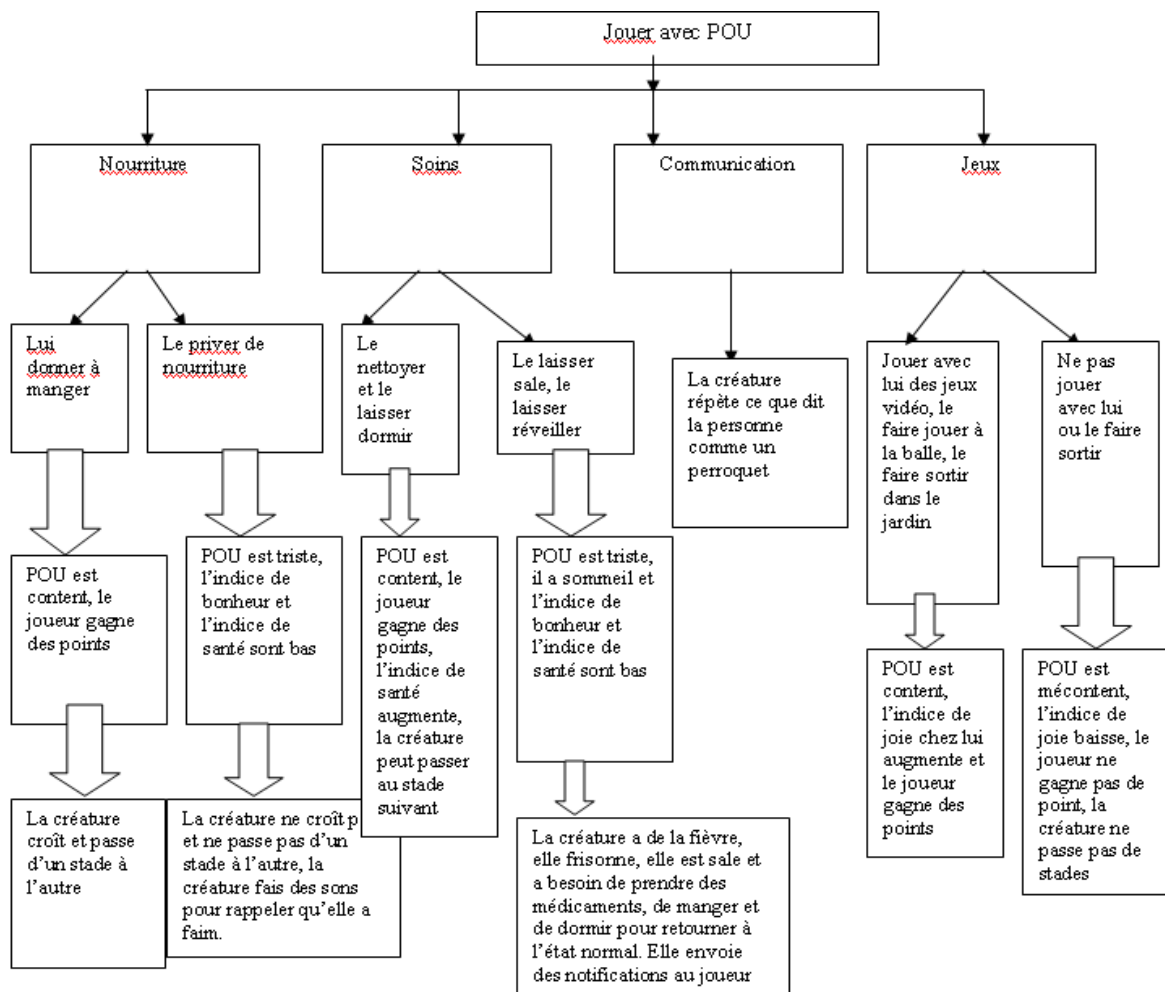 Jouer avec POU
Nourriture
Soins
Communication
Jeux
Lui
donner à
manger
Le priver de
nourriture
Le
nettoyer
et le
laisser
dormir
Le laisser
sale, le
laisser
réveiller
La créature
répète ce que dit
la personne
comme un
perroquet
Jouer avec
lui des jeux
vidéo, le
faire jouer à
la balle, le
faire sortir
dans le
jardin
Ne pas
jouer
avec lui
ou le faire
sortir
POU est
content, le
joueur gagne
des points
POU est triste,
l'indice de
bonheur et
l'indice de
santé sont bas
POU est
content, le
joueur
gagne des
points,
l'indice de
santé
augmente,
la créature
peut passer
au stade
suivant
POU est triste,
il a sommeil et
l'indice de
bonheur et
l'indice de
santé sont bas
POU est
content,
l'indice de
joie chez lui
augmente et
le joueur
gagne des
points
POU est
mécontent,
l'indice de
joie baisse, le
joueur ne
gagne pas de
point, la
créature ne
passe pas de
stades
La créature
croît et passe
d'un stade à
l'autre
La créature ne croît p
et ne passe pas d'un
stade à l'autre, la
créature fais des sons
pour rappeler qu'elle a
faim.
La créature a de la fièvre,
elle frisonne, elle est sale et
a besoin de prendre des
médicaments, de manger et
de dormir pour retourner à
l'état normal. Elle envoie
des notifications au joueur